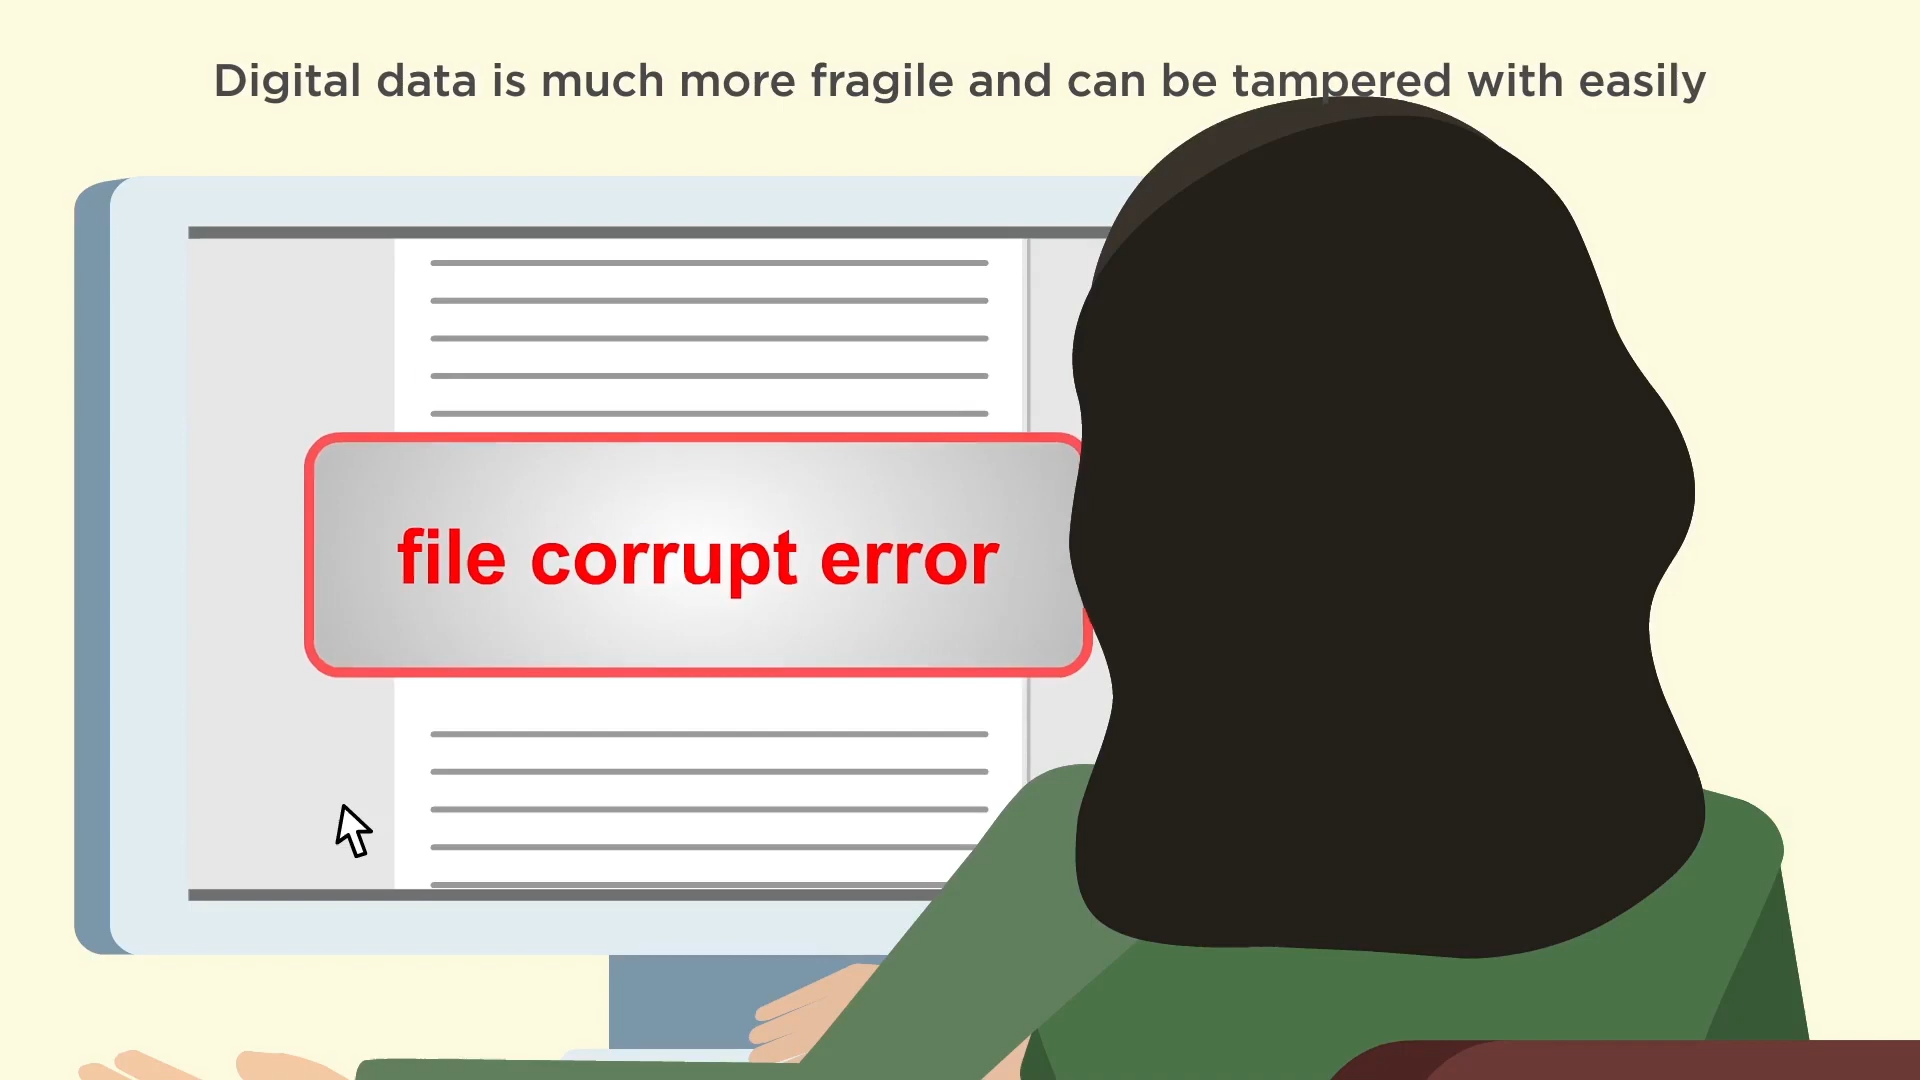 Digital data is much more fragile and can be tampered with easily
file corrupt error